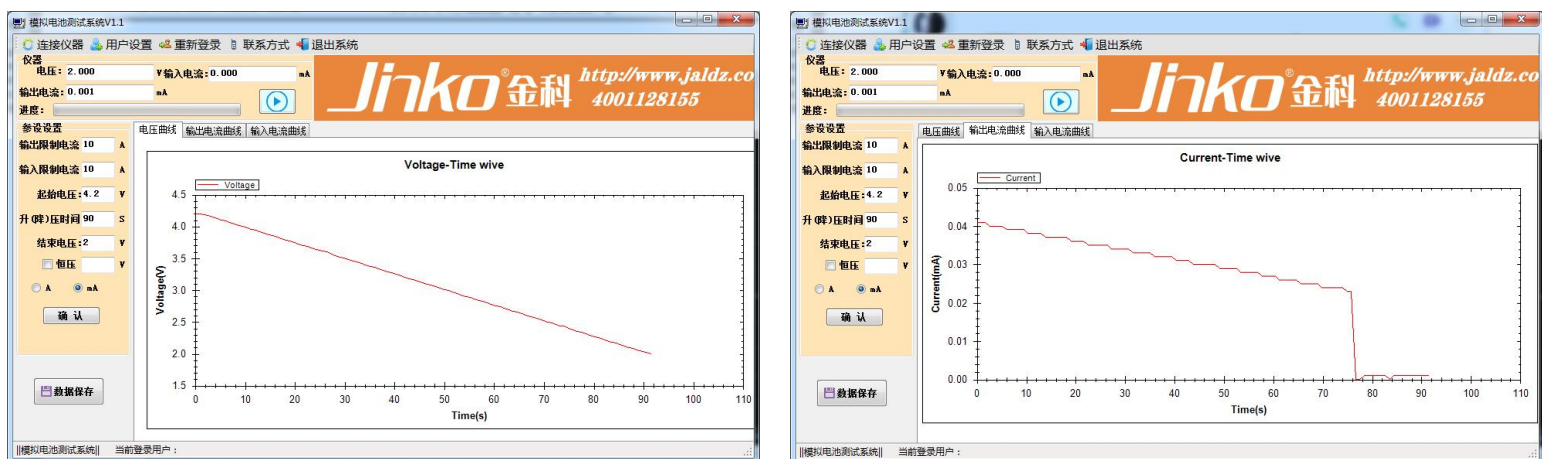 模拟电池测试系统V1.1
连接仪器 用户设置 重新登录 联系方式 退出系统
仪器
电压: 2.000 V 输入电流: 0.000 mA
输出电流: 0.001 mA
进度:
Jinko® 金科 http://www.jaldz.co
4001128155
参设设置
输出限制电流 10 A
输入限制电流 10 A
起始电压: 4.2 V
升(降)压时间 90 S
结束电压: 2 V
恒压 V
A mA
确 认
数据保存
电压曲线 输出电流曲线 输入电流曲线
Voltage-Time wive
Voltage
4.5
4.0
3.5
3.0
2.5
2.0
1.5
Voltage(V)
0 10 20 30 40 50 60 70 80 90 100 110
Time(s)
||模拟电池测试系统|| 当前登录用户:
模拟电池测试系统V1.1
连接仪器 用户设置 重新登录 联系方式 退出系统
仪器
电压: 2.000 V 输入电流: 0.000 mA
输出电流: 0.001 mA
进度:
Jinko® 金科 http://www.jaldz.co
4001128155
参设设置
输出限制电流 10 A
输入限制电流 10 A
起始电压: 4.2 V
升(降)压时间 90 S
结束电压: 2 V
恒压 V
A mA
确 认
数据保存
电压曲线 输出电流曲线 输入电流曲线
Current-Time wive
Current
0.05
0.04
0.03
0.02
0.01
0.00
Current(mA)
0 10 20 30 40 50 60 70 80 90 100 110
Time(s)
||模拟电池测试系统|| 当前登录用户: